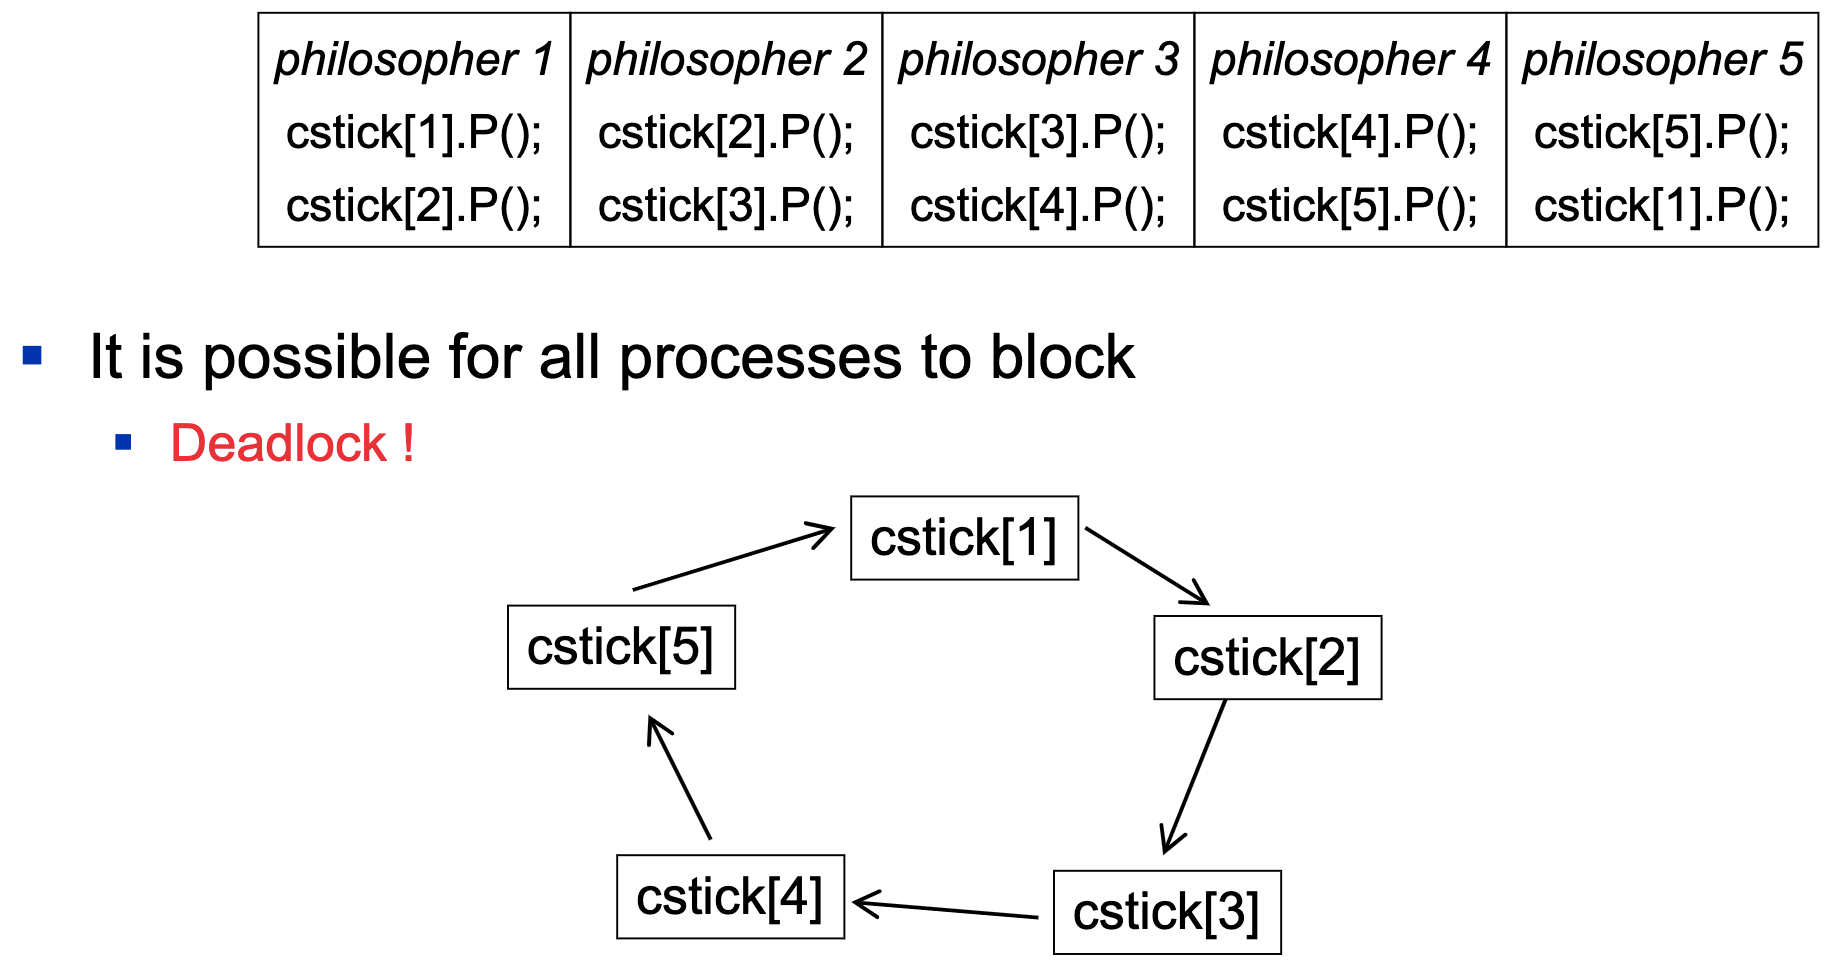 philosopher 1 philosopher 2 philosopher 3 philosopher 4 philosopher 5
cstick[1].P(); cstick[2].P(); cstick[3].P(); cstick[4].P(); cstick[5].P();
cstick[2].P(); cstick[3].P(); cstick[4].P(); cstick[5].P(); cstick[1].P();
It is possible for all processes to block
Deadlock !
cstick[1]
cstick[5]
cstick[2]
cstick[4]
cstick[3]